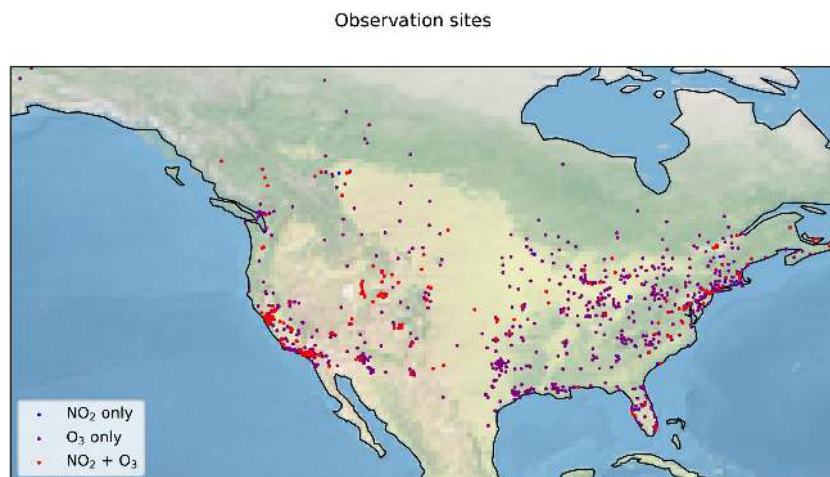 Observation sites
NO₂ only
O₃ only
NO₂ + O₃